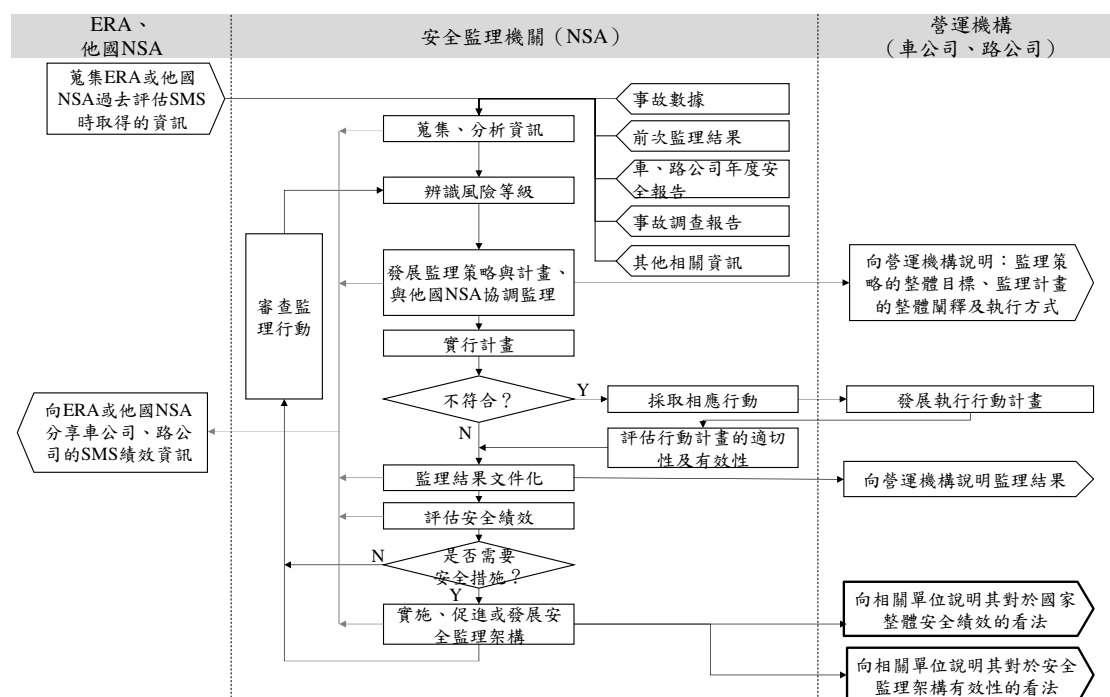 ERA、
他國NSA
安全監理機關（NSA）
營運機構
（車公司、路公司）
蒐集ERA或他國
NSA過去評估SMS
時取得的資訊
事故數據
蒐集、分析資訊
前次監理結果
車、路公司年度安
全報告
辨識風險等級
事故調查報告
其他相關資訊
發展監理策略與計畫、
與他國NSA協調監理
向營運機構說明：監理策
略的整體目標、監理計畫
的整體闡釋及執行方式
審查監
理行動
實行計畫
不符合？
Y
採取相應行動
發展執行行動計畫
向ERA或他國NSA
分享車公司、路公
司的SMS績效資訊
N
評估行動計畫的適切
性及有效性
監理結果文件化
向營運機構說明監理結果
評估安全績效
N
是否需要
安全措施？
Y
實施、促進或發展安
全監理架構
向相關單位說明其對於國家
整體安全績效的看法
向相關單位說明其對於安全
監理架構有效性的看法